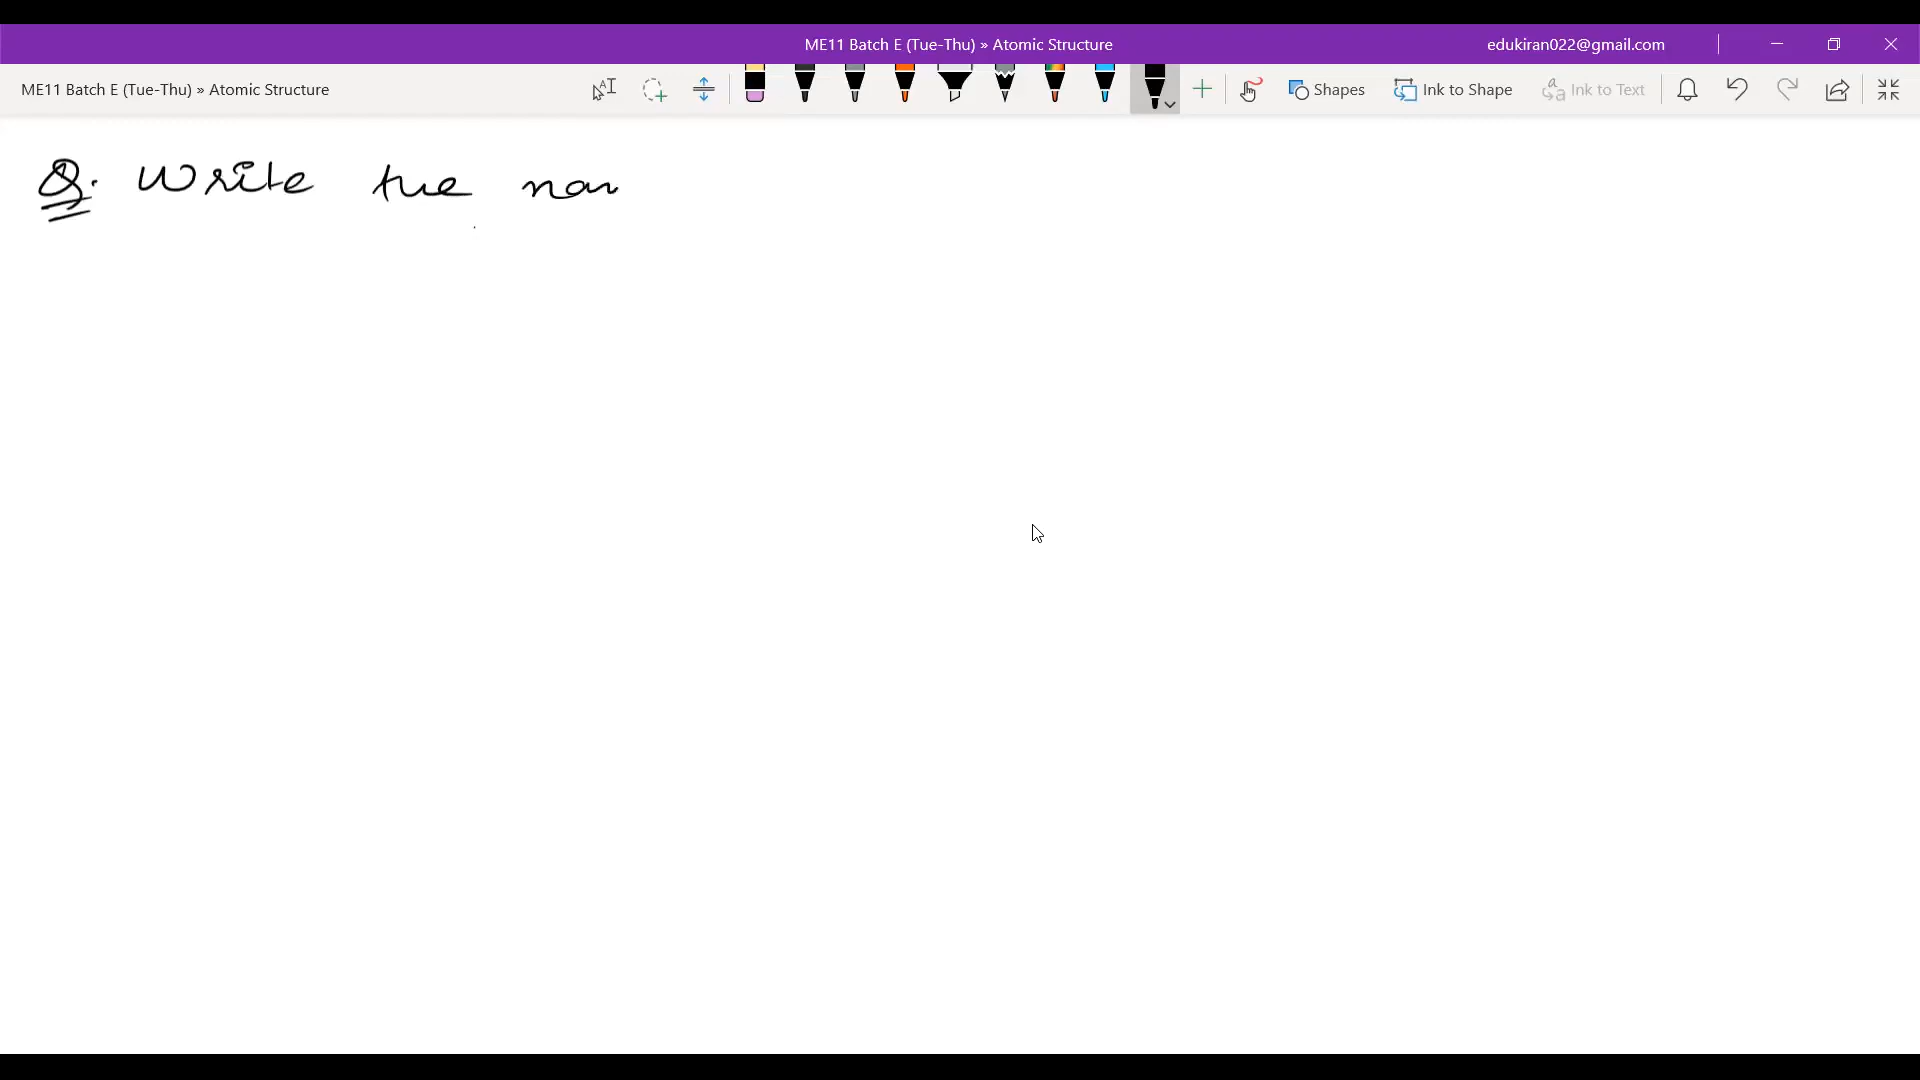 ME11 Batch E (Tue-Thu) » Atomic Structure
edukiran022@gmail.com
ME11 Batch E (Tue-Thu) » Atomic Structure
Shapes
Ink to Shape
Ink to Text
Q. Write the